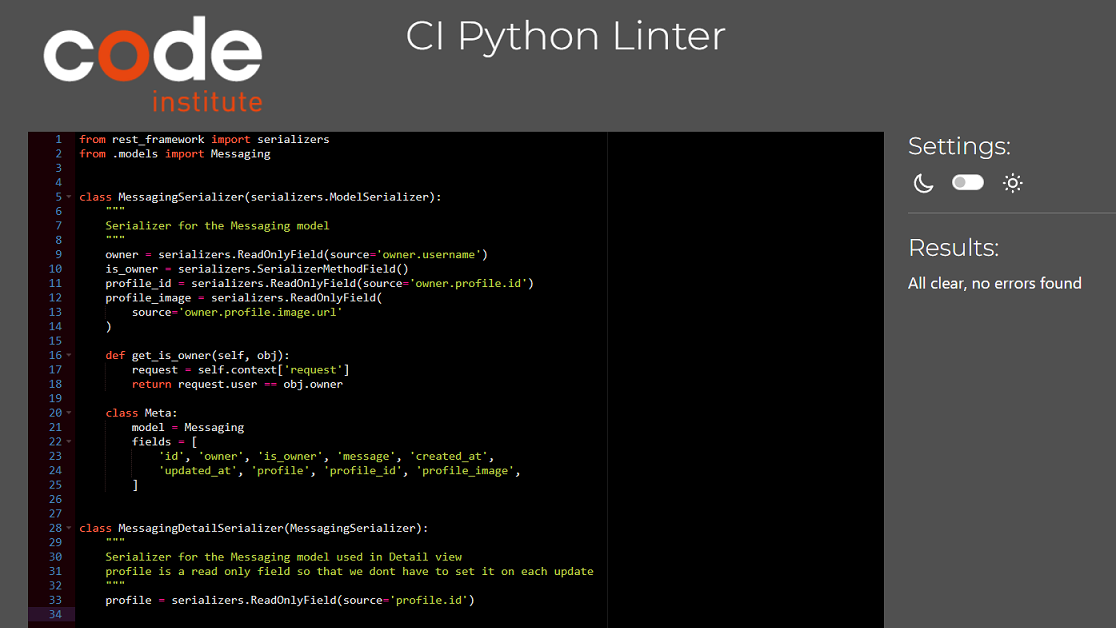 code
institute
CI Python Linter
1 from rest_framework import serializers
2 from .models import Messaging
3
4
5 class MessagingSerializer(serializers.ModelSerializer):
6     """
7     Serializer for the Messaging model
8     """
9     owner = serializers.ReadOnlyField(source='owner.username')
10     is_owner = serializers.SerializerMethodField()
11     profile_id = serializers.ReadOnlyField(source='owner.profile.id')
12     profile_image = serializers.ReadOnlyField(
13         source='owner.profile.image.url'
14     )
15
16     def get_is_owner(self, obj):
17         request = self.context['request']
18         return request.user == obj.owner
19
20     class Meta:
21         model = Messaging
22         fields = [
23             'id', 'owner', 'is_owner', 'message', 'created_at',
24             'updated_at', 'profile', 'profile_id', 'profile_image',
25         ]
26
27
28 class MessagingDetailSerializer(MessagingSerializer):
29     """
30     Serializer for the Messaging model used in Detail view
31     profile is a read only field so that we dont have to set it on each update
32     """
33     profile = serializers.ReadOnlyField(source='profile.id')
34
Settings:
Results:
All clear, no errors found